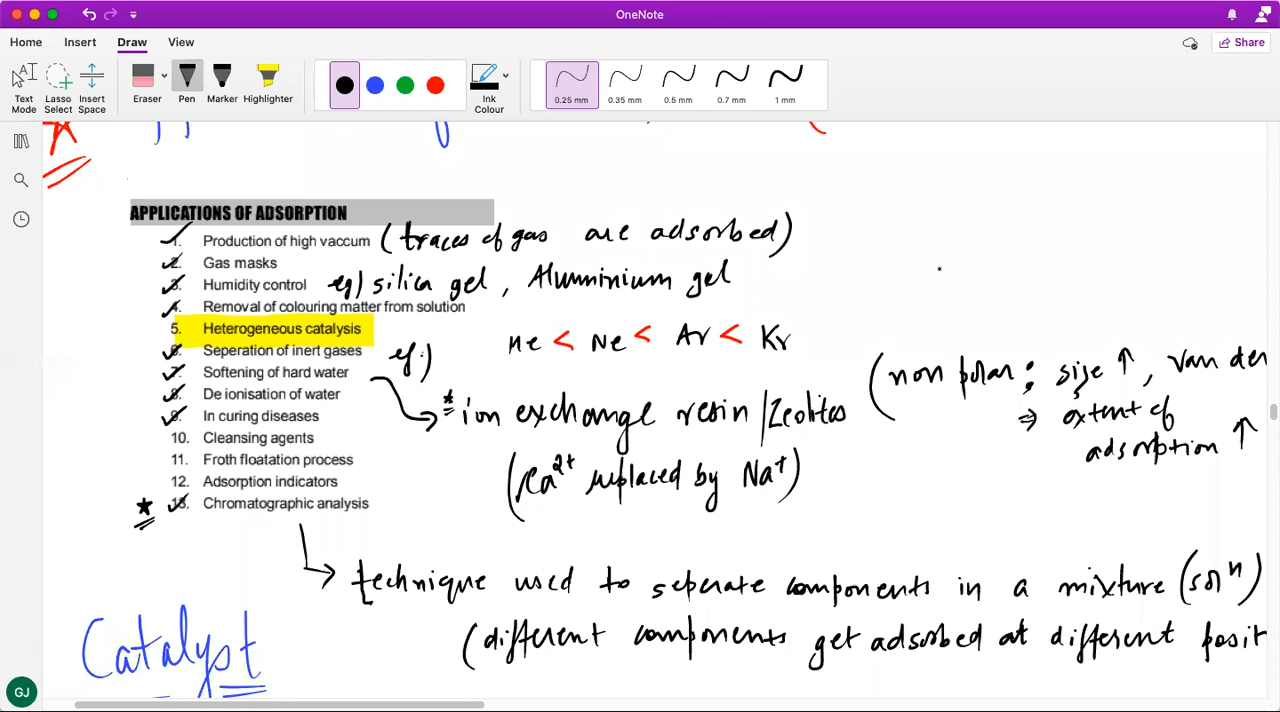 OneNote
Home Insert Draw View
Share
Text Mode
Lasso Select
Insert Space
Eraser
Pen
Marker
Highlighter
Ink Colour
0.25 mm
0.35 mm
0.5 mm
0.7 mm
1 mm
APPLICATIONS OF ADSORPTION
1. Production of high vaccum (traces of gas are adsorbed)
2. Gas masks
3. Humidity control eg) silica gel, Aluminium gel
4. Removal of colouring matter from solution
5. Heterogeneous catalysis
He < Ne < Ar < Kr
6. Seperation of inert gases
7. Softening of hard water
8. De ionisation of water
9. In curing diseases
10. Cleansing agents
11. Froth floatation process
12. Adsorption indicators
13. Chromatographic analysis
* ion exchange resin / Zeolites
(Ca2+ replaced by Na+)
(non polar: size ↑, van der
⇒ extent of
adsorption ↑
technique used to seperate components in a mixture (solⁿ)
(different components get adsorbed at different posit
Catalyst
GJ